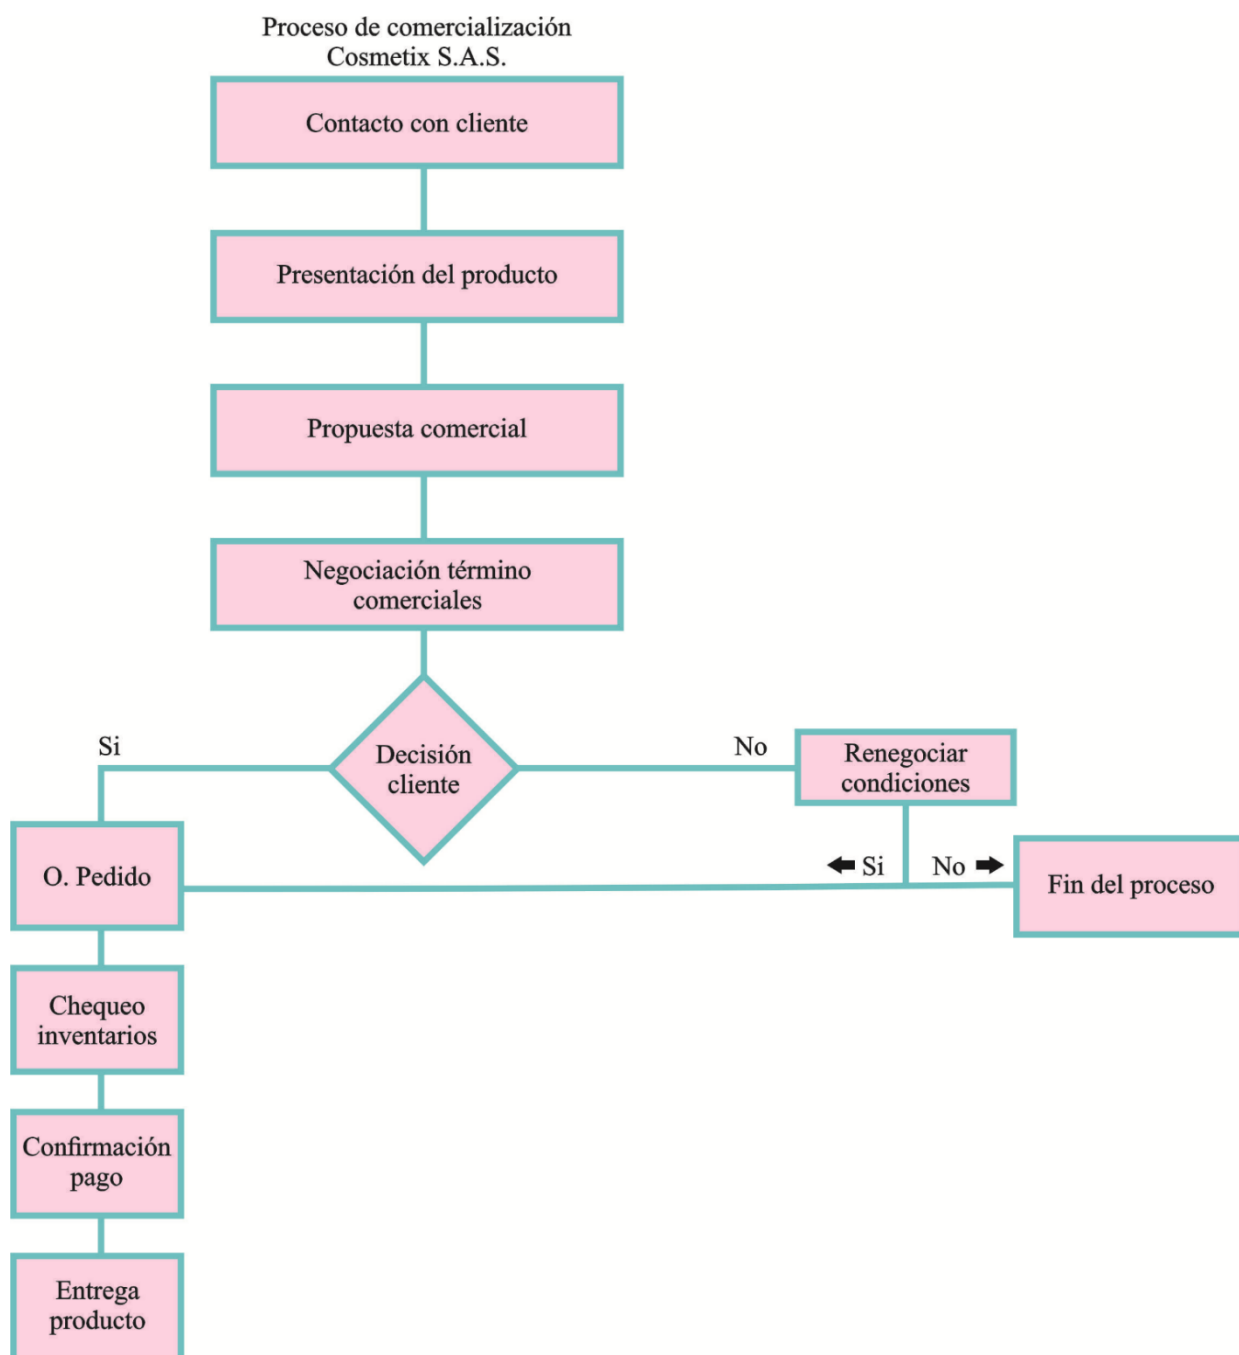 Proceso de comercialización
Cosmetix S.A.S.
Contacto con cliente
Presentación del producto
Propuesta comercial
Negociación término
comerciales
Decisión
cliente
Si
No
Renegociar
condiciones
Si
No
O. Pedido
Fin del proceso
Chequeo
inventarios
Confirmación
pago
Entrega
producto